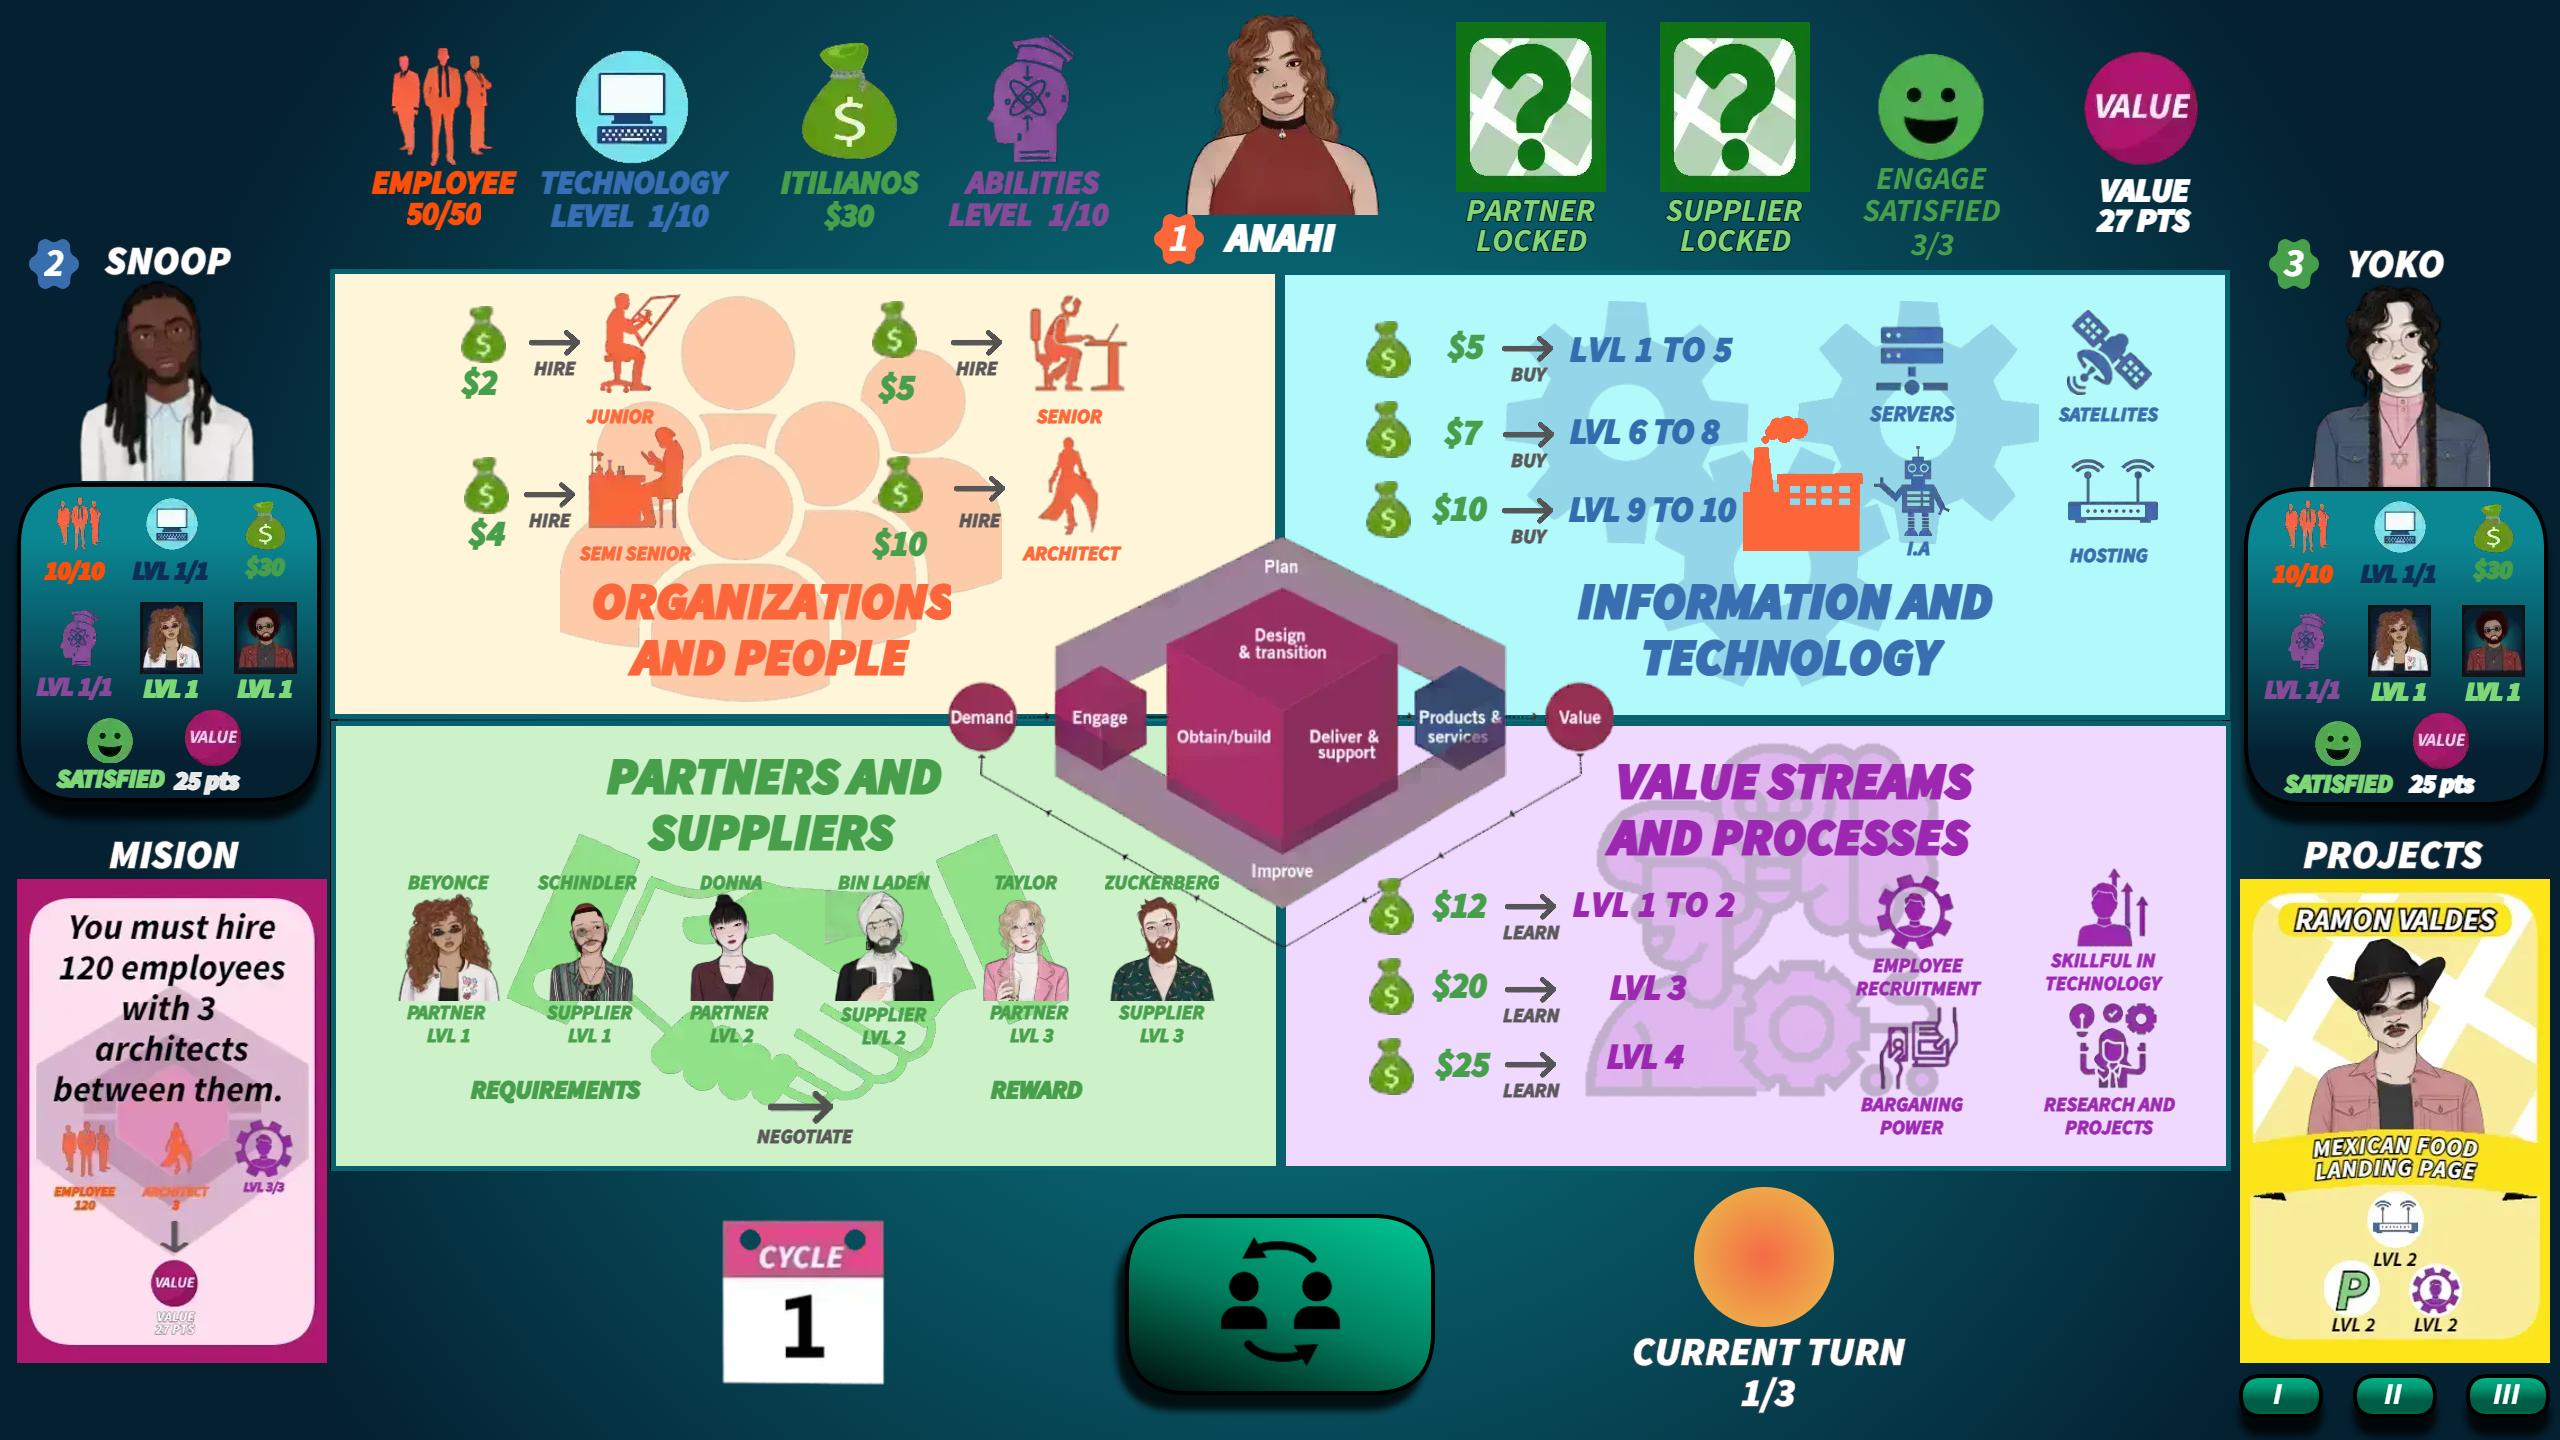 EMPLOYEE
50/50
TECHNOLOGY
LEVEL 1/10
$
ITILIANOS
$30
ABILITIES
LEVEL 1/10
1 ANAHI
?
PARTNER
LOCKED
?
SUPPLIER
LOCKED
ENGAGE
SATISFIED
3/3
VALUE
VALUE
27 PTS
2 SNOOP
10/10
LVL 1/1
$
$30
LVL 1/1
LVL 1
LVL 1
SATISFIED
VALUE
25 pts
3 YOKO
10/10
LVL 1/1
$
$30
LVL 1/1
LVL 1
LVL 1
SATISFIED
VALUE
25 pts
$
$2
HIRE
JUNIOR
$
$5
HIRE
SENIOR
$
$4
HIRE
SEMI SENIOR
$
$10
HIRE
ARCHITECT
ORGANIZATIONS
AND PEOPLE
$ $5
BUY
LVL 1 TO 5
$ $7
BUY
LVL 6 TO 8
$ $10
BUY
LVL 9 TO 10
SERVERS
SATELLITES
I.A
HOSTING
INFORMATION AND
TECHNOLOGY
Plan
Design
& transition
Demand
Engage
Obtain/build
Deliver &
support
Products &
services
Value
Improve
PARTNERS AND
SUPPLIERS
BEYONCE
PARTNER
LVL 1
SCHINDLER
SUPPLIER
LVL 1
DONNA
PARTNER
LVL 2
BIN LADEN
SUPPLIER
LVL 2
TAYLOR
PARTNER
LVL 3
ZUCKERBERG
SUPPLIER
LVL 3
REQUIREMENTS
NEGOTIATE
REWARD
VALUE STREAMS
AND PROCESSES
$ $12
LEARN
LVL 1 TO 2
$ $20
LEARN
LVL 3
$ $25
LEARN
LVL 4
EMPLOYEE
RECRUITMENT
SKILLFUL IN
TECHNOLOGY
BARGANING
POWER
RESEARCH AND
PROJECTS
MISION
You must hire
120 employees
with 3
architects
between them.
EMPLOYEE
120
ARCHITECT
3
LVL 3/3
VALUE
VALUE
27 PTS
CYCLE
1
CURRENT TURN
1/3
PROJECTS
RAMON VALDES
MEXICAN FOOD
LANDING PAGE
LVL 2
P
LVL 2
LVL 2
I
II
III